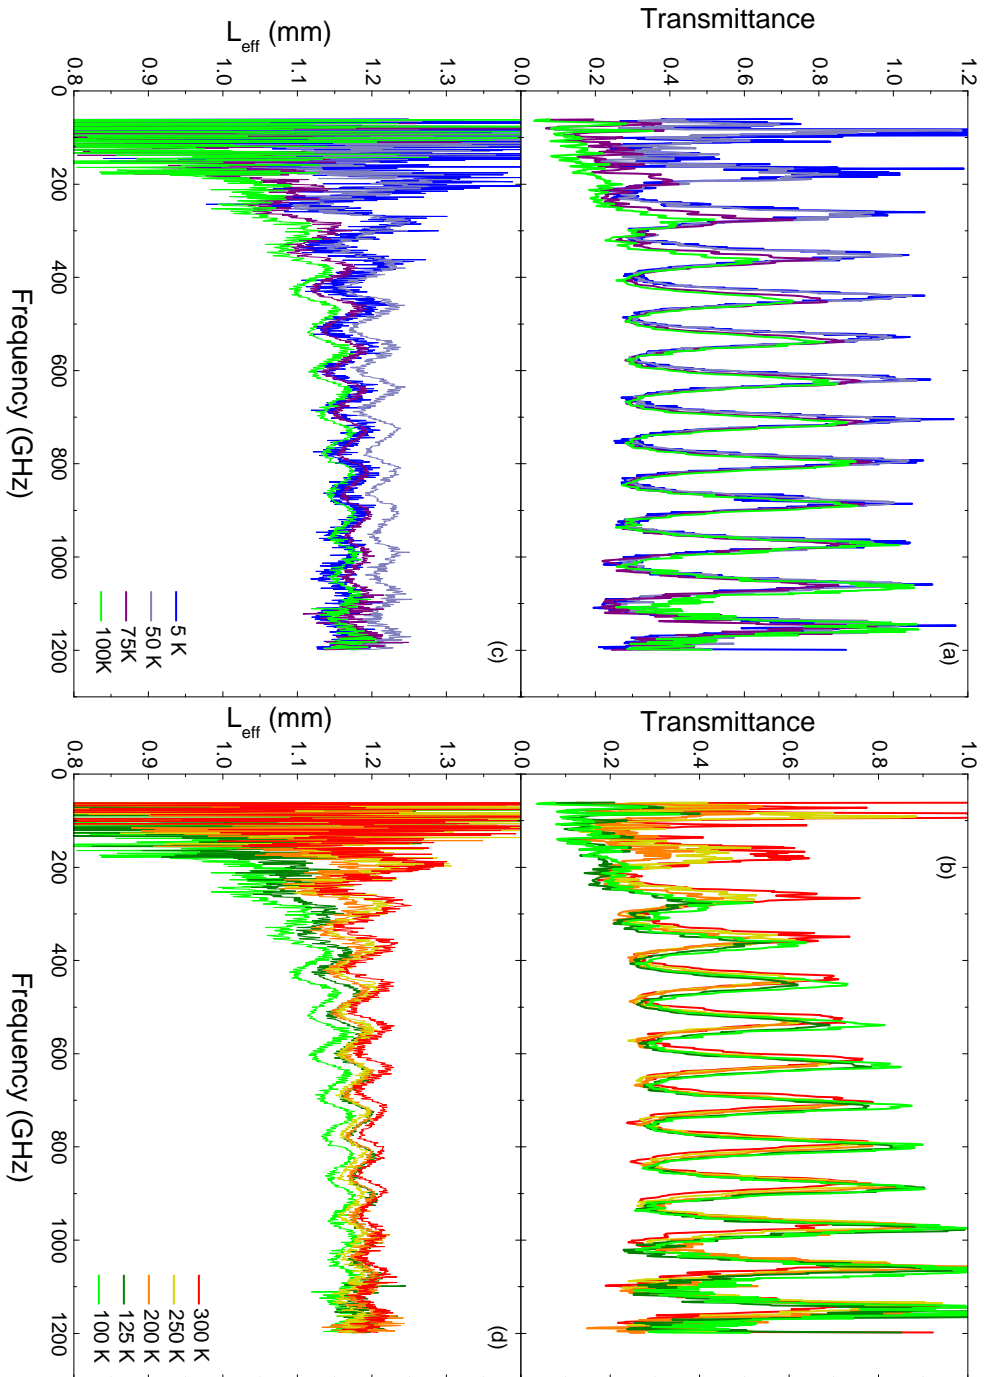 Transmittance
1.2
1.0
0.8
0.6
0.4
0.2
0.0
(a)
Transmittance
1.0
0.8
0.6
0.4
0.2
0.0
(b)
L_eff (mm)
1.3
1.2
1.1
1.0
0.9
0.8
(c)
5 K
50 K
75K
100K
0 200 400 600 800 1000 1200
Frequency (GHz)
L_eff (mm)
1.3
1.2
1.1
1.0
0.9
0.8
(d)
300 K
250 K
200 K
125 K
100 K
0 200 400 600 800 1000 1200
Frequency (GHz)